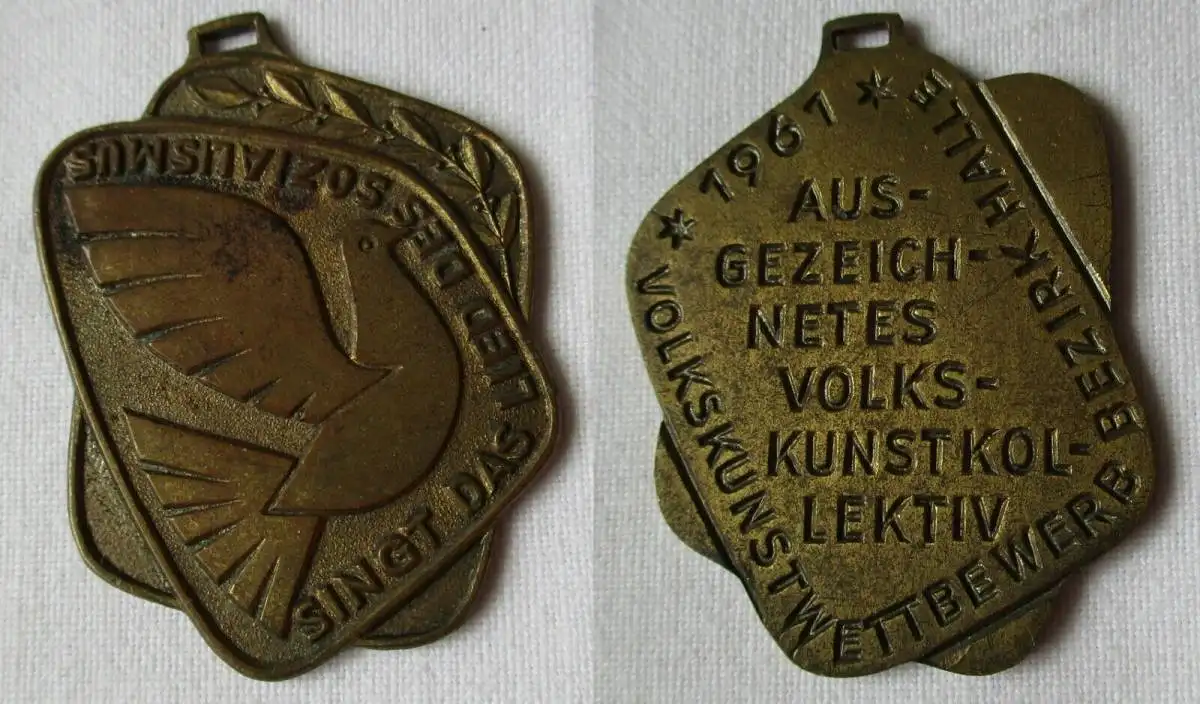 SINGT DAS LIED DES SOZIALISMUS
VOLKSKUNSTWETTBEWERB BEZIRK HALLE
* 1961 *
AUS-
GEZEICH-
NETES
VOLKS-
KUNSTKOL-
LEKTIV